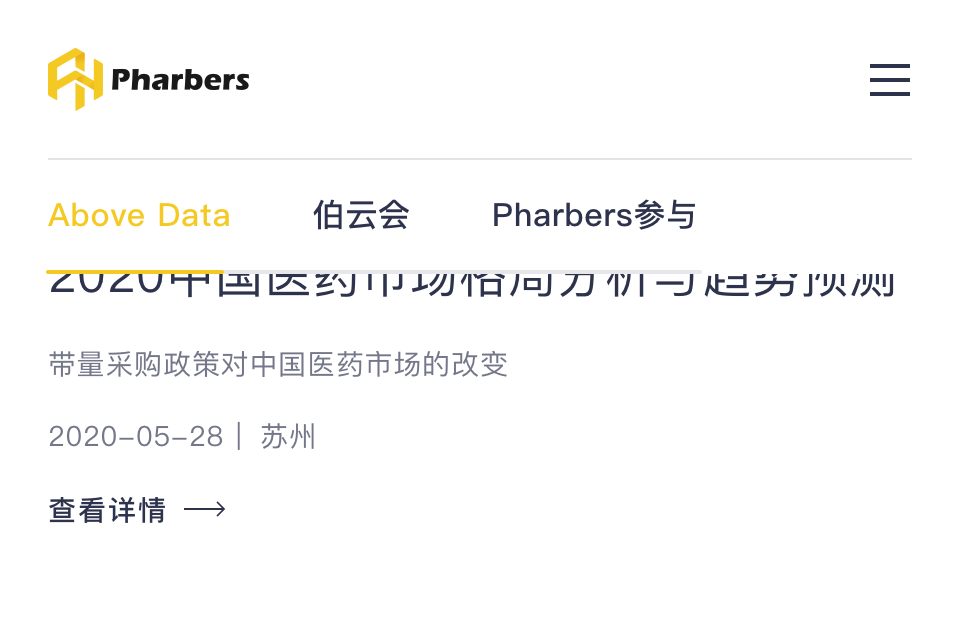 Pharbers
Above Data 伯云会 Pharbers参与
2020中国医药市场格局分析与趋势预测
带量采购政策对中国医药市场的改变
2020-05-28 | 苏州
查看详情